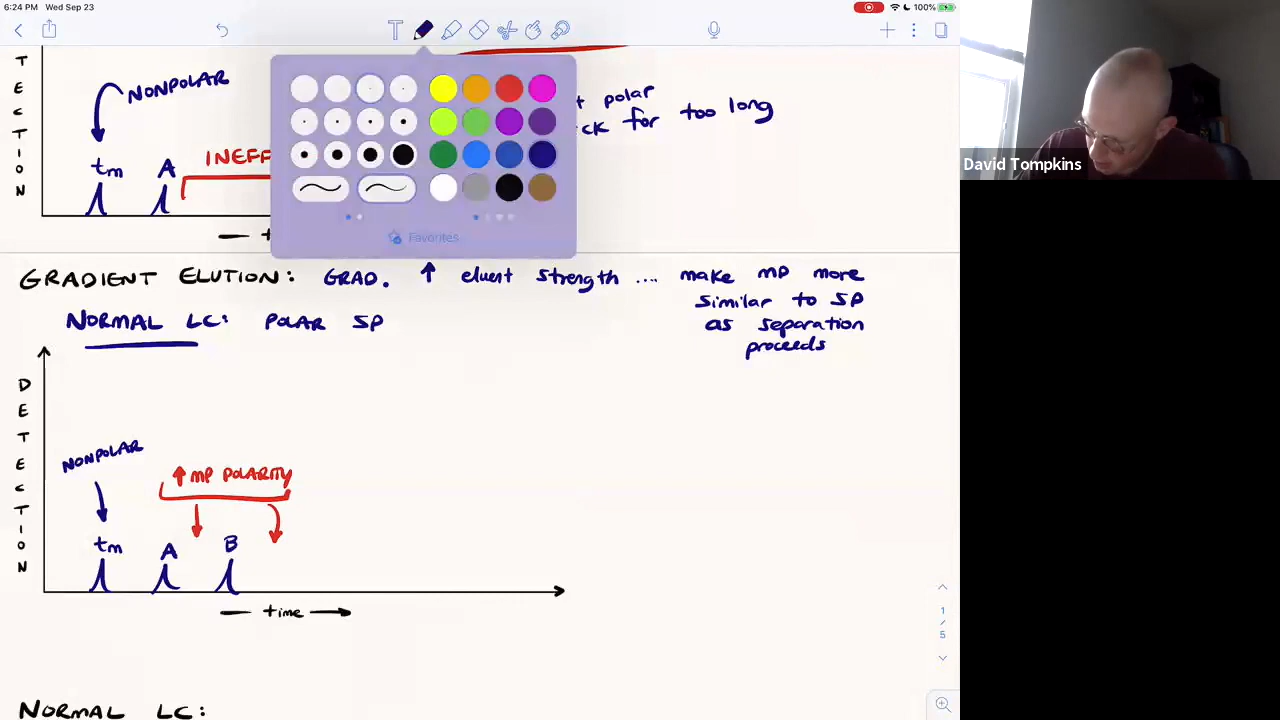 6:24 PM Wed Sep 23
100%
T
E
C
T
I
O
N
NONPOLAR
tm
A
INEFF
polar
CK for too long
Favorites
David Tompkins
GRADIENT ELUTION: GRAD. ↑ eluent strength .... make MP more
similar to SP
as separation
proceeds
NORMAL LC: POLAR SP
D
E
T
E
C
T
I
O
N
NONPOLAR
↑ MP POLARITY
tm
A
B
time
1
/
5
NORMAL LC: